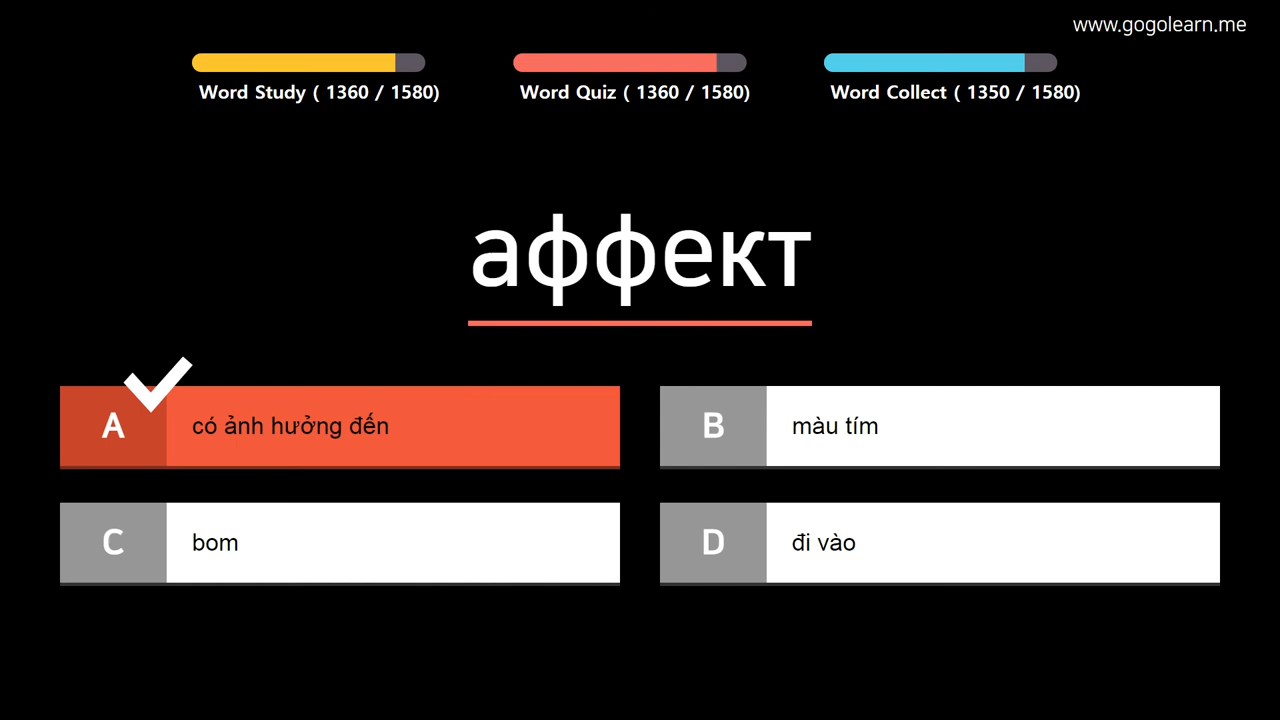 www.gogolearn.me
Word Study ( 1360 / 1580)
Word Quiz ( 1360 / 1580)
Word Collect ( 1350 / 1580)
аффект
A có ảnh hưởng đến
B màu tím
C bom
D đi vào